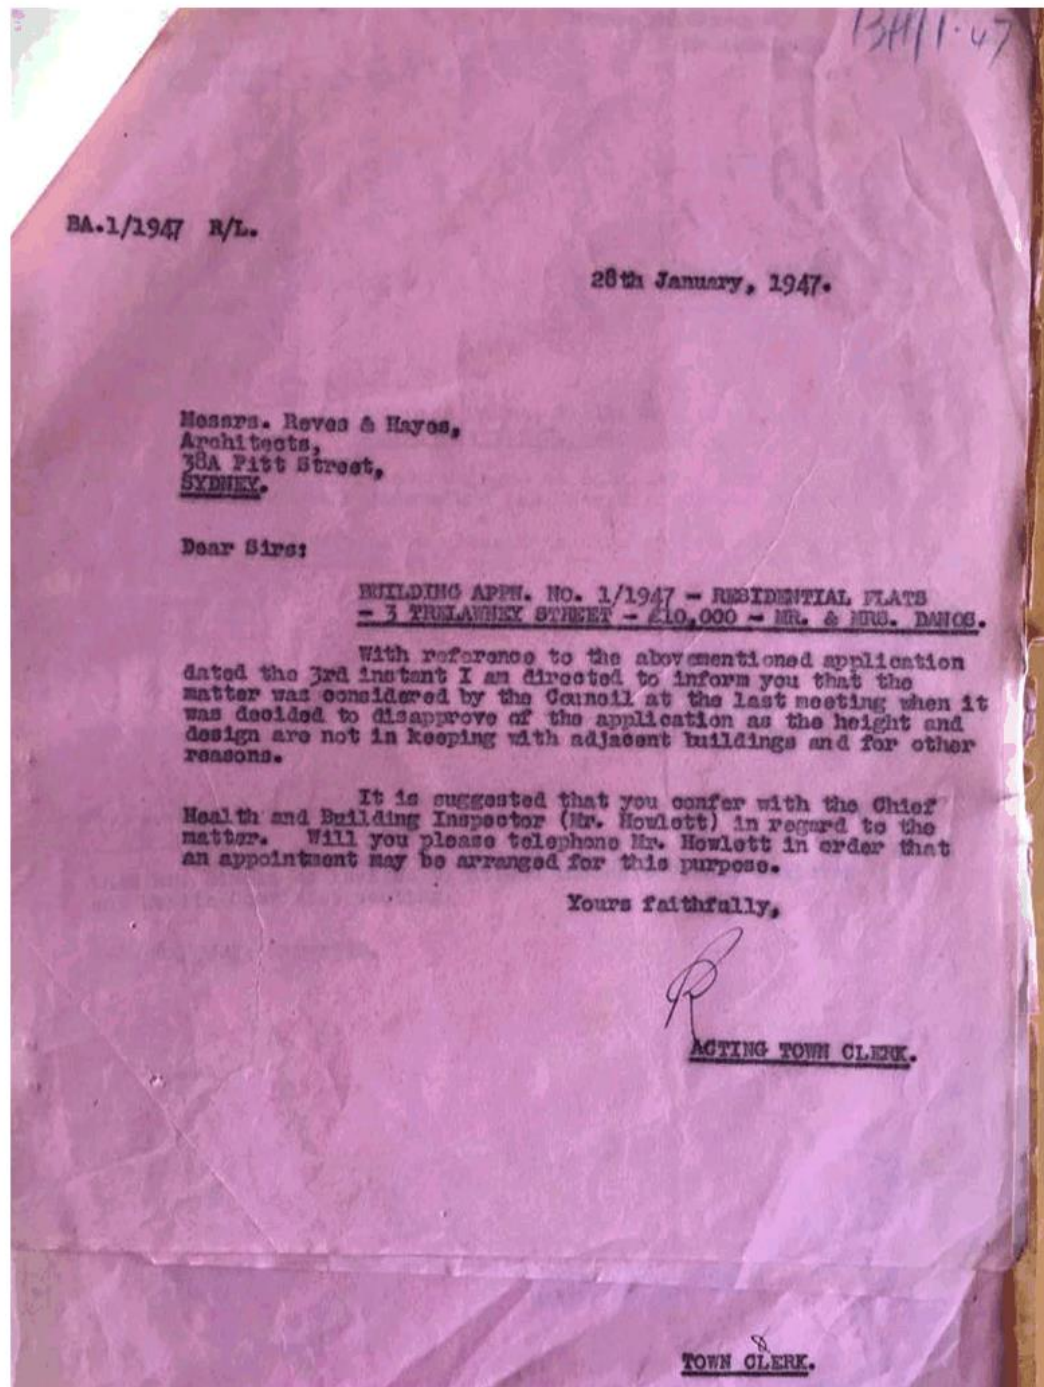 BA.1/1947 R/L.
28th January, 1947.
Messrs. Reves & Hayes,
Architects,
38A Pitt Street,
SYDNEY.
Dear Sirs:
BUILDING APPN. NO. 1/1947 - RESIDENTIAL FLATS
- 3 TRELAWNEY STREET - £10,000 - MR. & MRS. DANOS.
With reference to the abovementioned application
dated the 3rd instant I am directed to inform you that the
matter was considered by the Council at the last meeting when it
was decided to disapprove of the application as the height and
design are not in keeping with adjacent buildings and for other
reasons.
It is suggested that you confer with the Chief
Health and Building Inspector (Mr. Howlett) in regard to the
matter. Will you please telephone Mr. Howlett in order that
an appointment may be arranged for this purpose.
Yours faithfully,
ACTING TOWN CLERK.
TOWN CLERK.